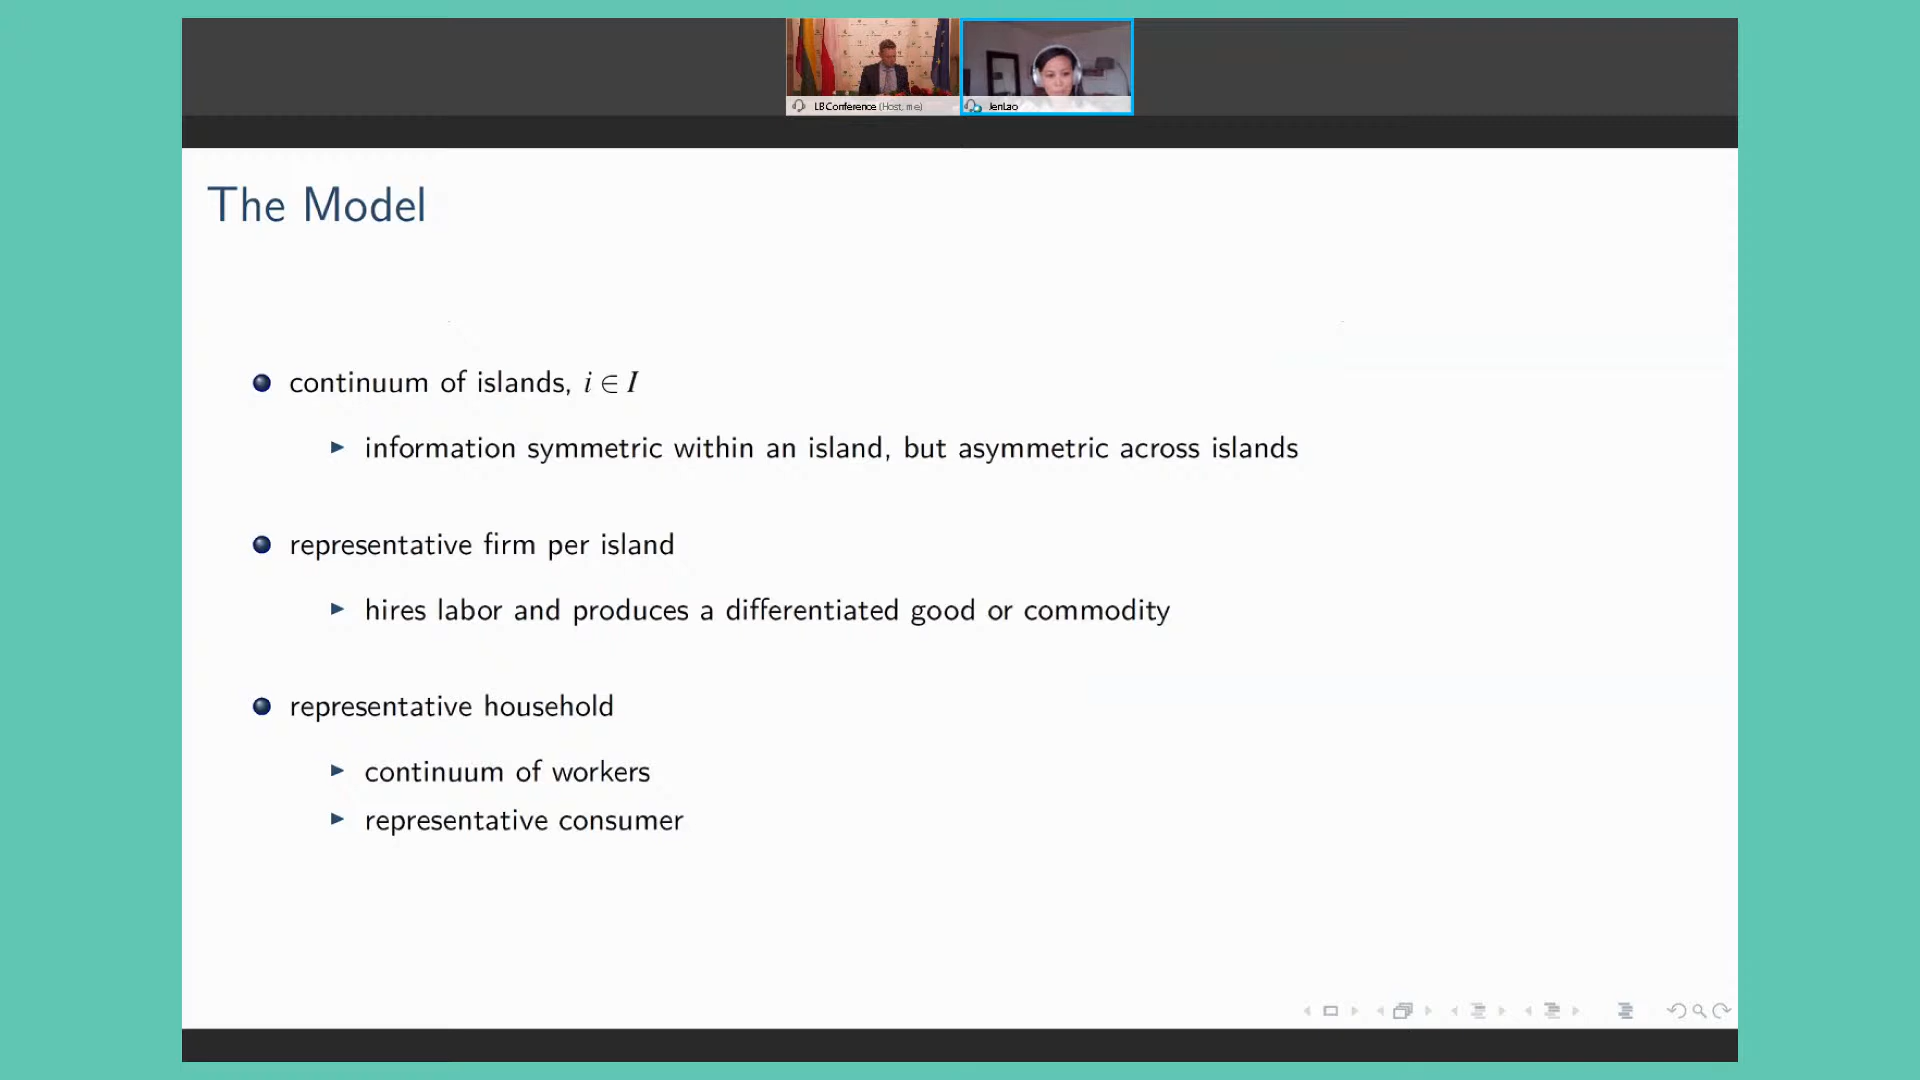 LB Conference (Host, me)
JenLao
The Model
continuum of islands, i ∈ I
information symmetric within an island, but asymmetric across islands
representative firm per island
hires labor and produces a differentiated good or commodity
representative household
continuum of workers
representative consumer